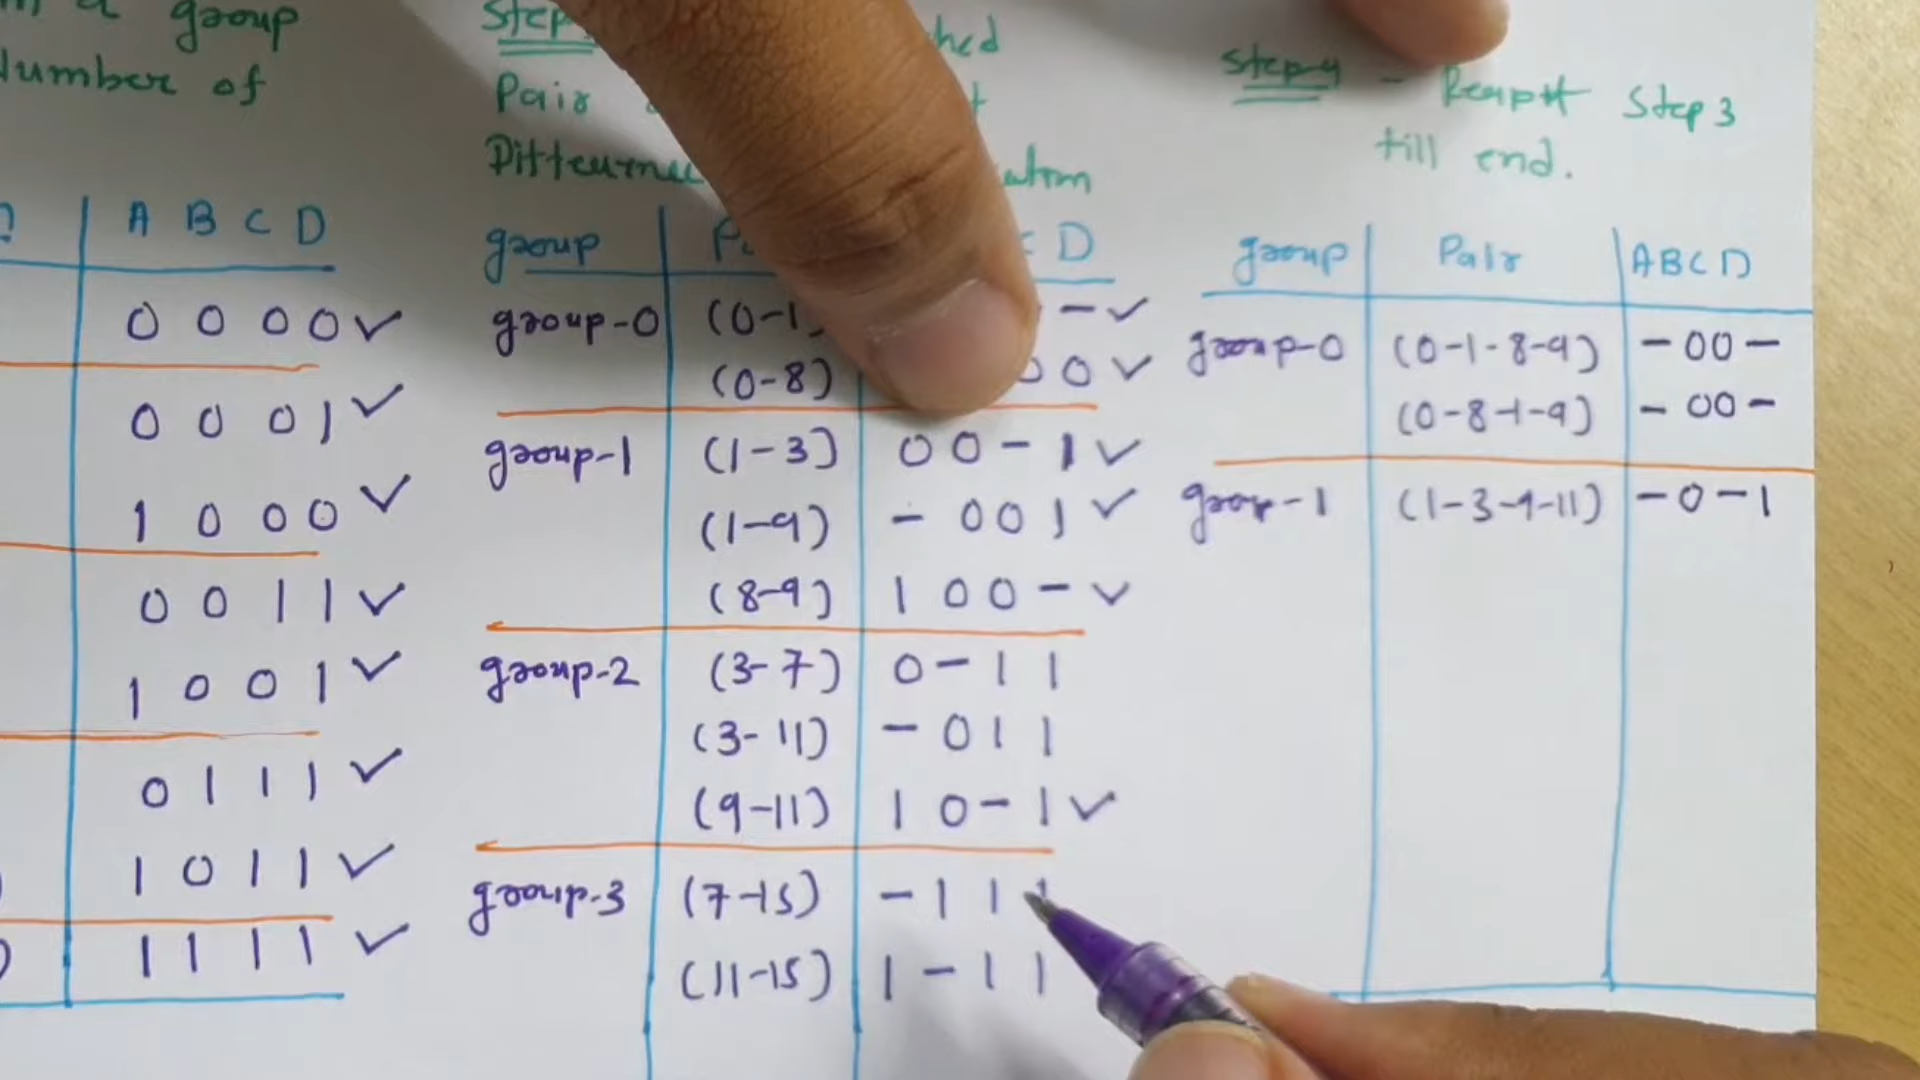 a group
Number of
A B C D
0 0 0 0 ✓
0 0 0 1 ✓
1 0 0 0 ✓
0 0 1 1 ✓
1 0 0 1 ✓
0 1 1 1 ✓
1 0 1 1 ✓
1 1 1 1 ✓
Step
Pair
group D
group-0 (0-1) - ✓
(0-8) 0 0 ✓
group-1 (1-3) 0 0 - 1 ✓
(1-9) - 0 0 1 ✓
(8-9) 1 0 0 - ✓
group-2 (3-7) 0 - 1 1
(3-11) - 0 1 1
(9-11) 1 0 - 1 ✓
group-3 (7-15) - 1 1 1
(11-15) 1 - 1 1
Step-4 - Reapet Step 3
till end.
group Pair ABCD
group-0 (0-1-8-9) - 00 -
(0-8-1-9) - 00 -
group-1 (1-3-9-11) - 0 - 1